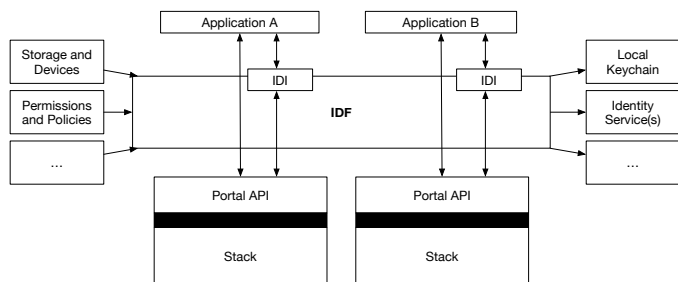 Application A
Application B
Storage and
Devices
Local
Keychain
IDI
IDI
Permissions
and Policies
IDF
Identity
Service(s)
...
...
Portal API
Portal API
Stack
Stack